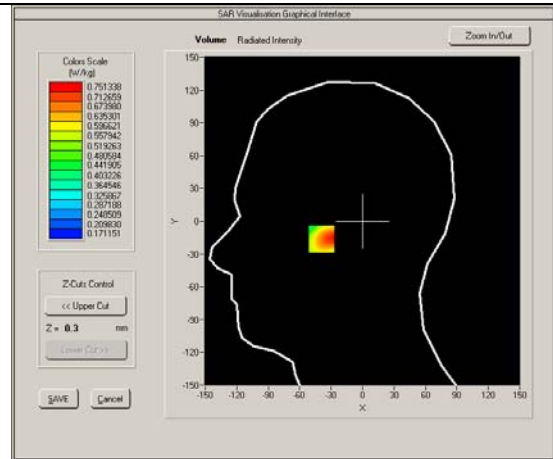 SAR Visualisation Graphical Interface
Volume Radiated Intensity
Zoom In/Out
Colors Scale
(W/kg)
0.751338
0.712659
0.673980
0.635301
0.596621
0.557942
0.519263
0.480584
0.441905
0.403226
0.364546
0.325867
0.287188
0.248509
0.209830
0.171151
Z-Cuts Control
<< Upper Cut
Z = 0.3 mm
Lower Cut >>
SAVE
Cancel
150
120
90
60
30
0
-30
-60
-90
-120
-150
Y
-150 -120 -90 -60 -30 0 30 60 90 120 150
X